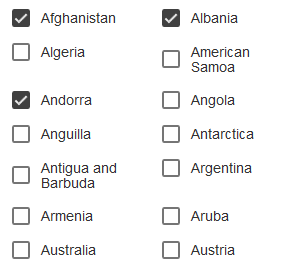 Afghanistan
Albania
Algeria
American
Samoa
Andorra
Angola
Anguilla
Antarctica
Antigua and
Barbuda
Argentina
Armenia
Aruba
Australia
Austria